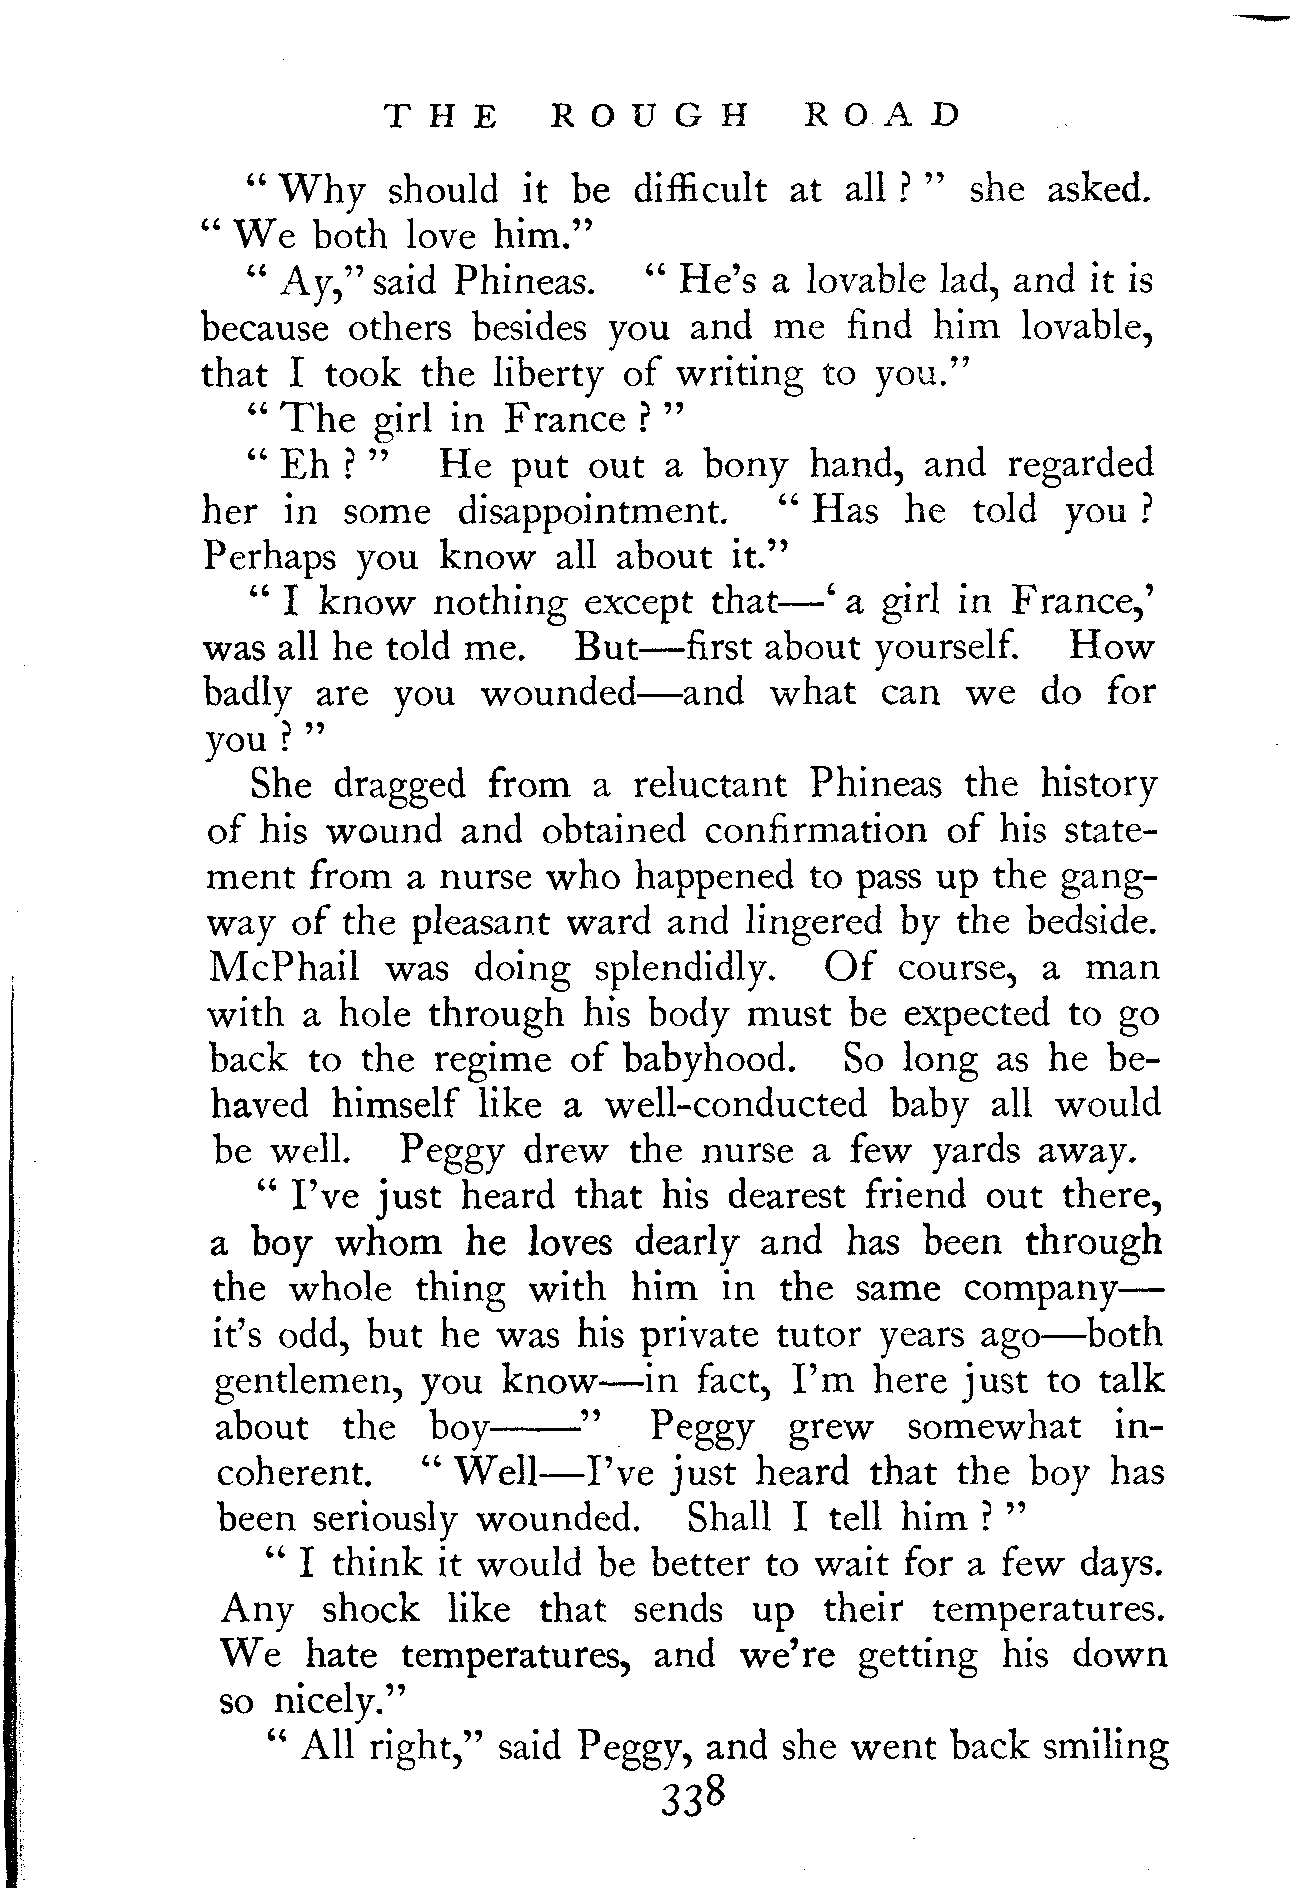 THE ROUGH ROAD
“ Why should it be difficult at all ? ” she asked.
“ We both love him.”
“ Ay,” said Phineas. “ He’s a lovable lad, and it is
because others besides you and me find him lovable,
that I took the liberty of writing to you.”
“ The girl in France ? ”
“ Eh ? ” He put out a bony hand, and regarded
her in some disappointment. “ Has he told you ?
Perhaps you know all about it.”
“ I know nothing except that—‘ a girl in France,’
was all he told me. But—first about yourself. How
badly are you wounded—and what can we do for
you ? ”
She dragged from a reluctant Phineas the history
of his wound and obtained confirmation of his state-
ment from a nurse who happened to pass up the gang-
way of the pleasant ward and lingered by the bedside.
McPhail was doing splendidly. Of course, a man
with a hole through his body must be expected to go
back to the regime of babyhood. So long as he be-
haved himself like a well-conducted baby all would
be well. Peggy drew the nurse a few yards away.
“ I’ve just heard that his dearest friend out there,
a boy whom he loves dearly and has been through
the whole thing with him in the same company—
it’s odd, but he was his private tutor years ago—both
gentlemen, you know—in fact, I’m here just to talk
about the boy——” Peggy grew somewhat in-
coherent. “ Well—I’ve just heard that the boy has
been seriously wounded. Shall I tell him ? ”
“ I think it would be better to wait for a few days.
Any shock like that sends up their temperatures.
We hate temperatures, and we’re getting his down
so nicely.”
“ All right,” said Peggy, and she went back smiling
338